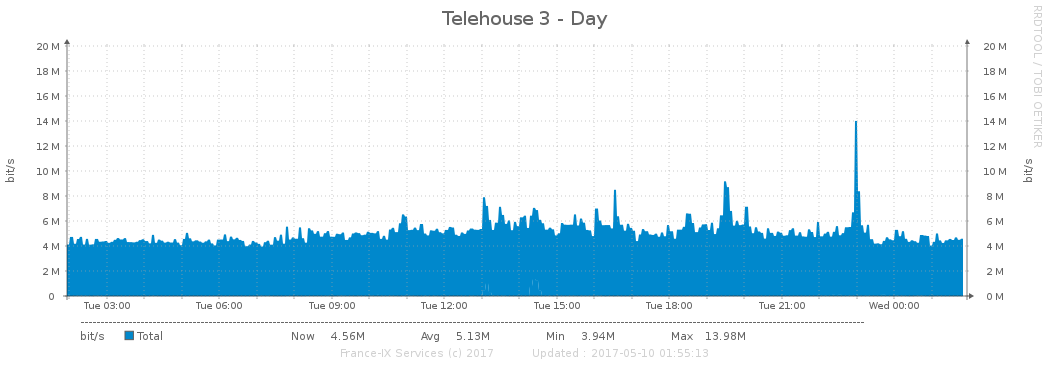 Telehouse 3 - Day
RRDTOOL / TOBI OETIKER
bit/s
20 M 20 M
18 M 18 M
16 M 16 M
14 M 14 M
12 M 12 M
10 M 10 M
8 M 8 M
6 M 6 M
4 M 4 M
2 M 2 M
0 0 M
bit/s
Tue 03:00 Tue 06:00 Tue 09:00 Tue 12:00 Tue 15:00 Tue 18:00 Tue 21:00 Wed 00:00
bit/s Total Now 4.56M Avg 5.13M Min 3.94M Max 13.98M
France-IX Services (c) 2017 Updated : 2017-05-10 01:55:13